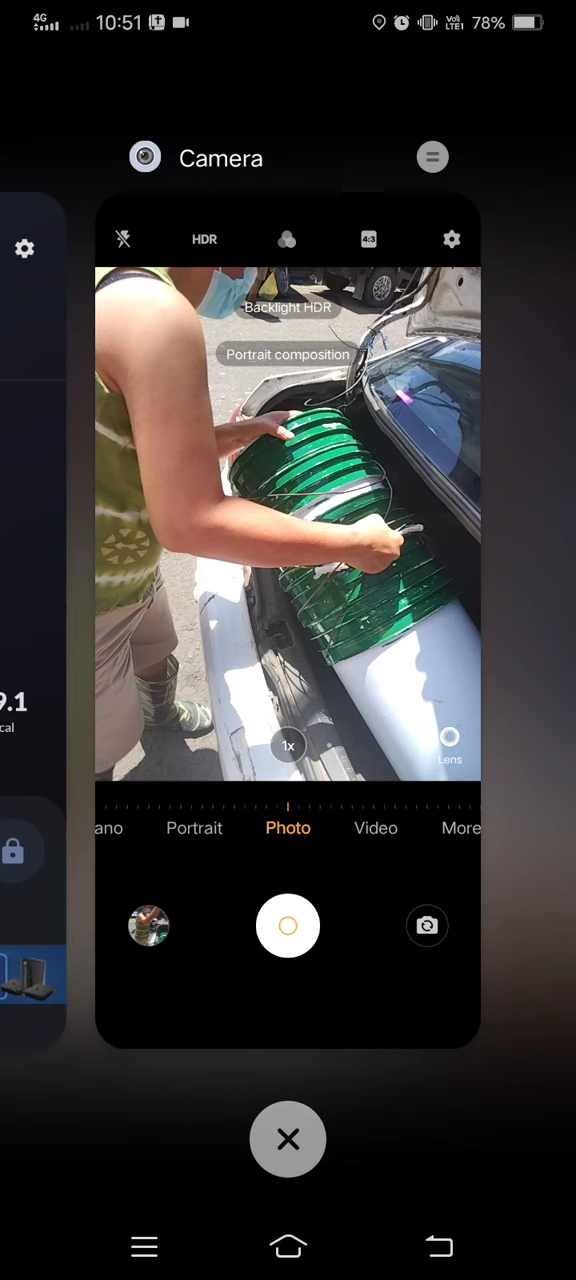 4G 10:51 Vo)) LTE1 78%
Camera
HDR
4:3
Backlight HDR
Portrait composition
9.1
cal
1x
Lens
ano Portrait Photo Video More